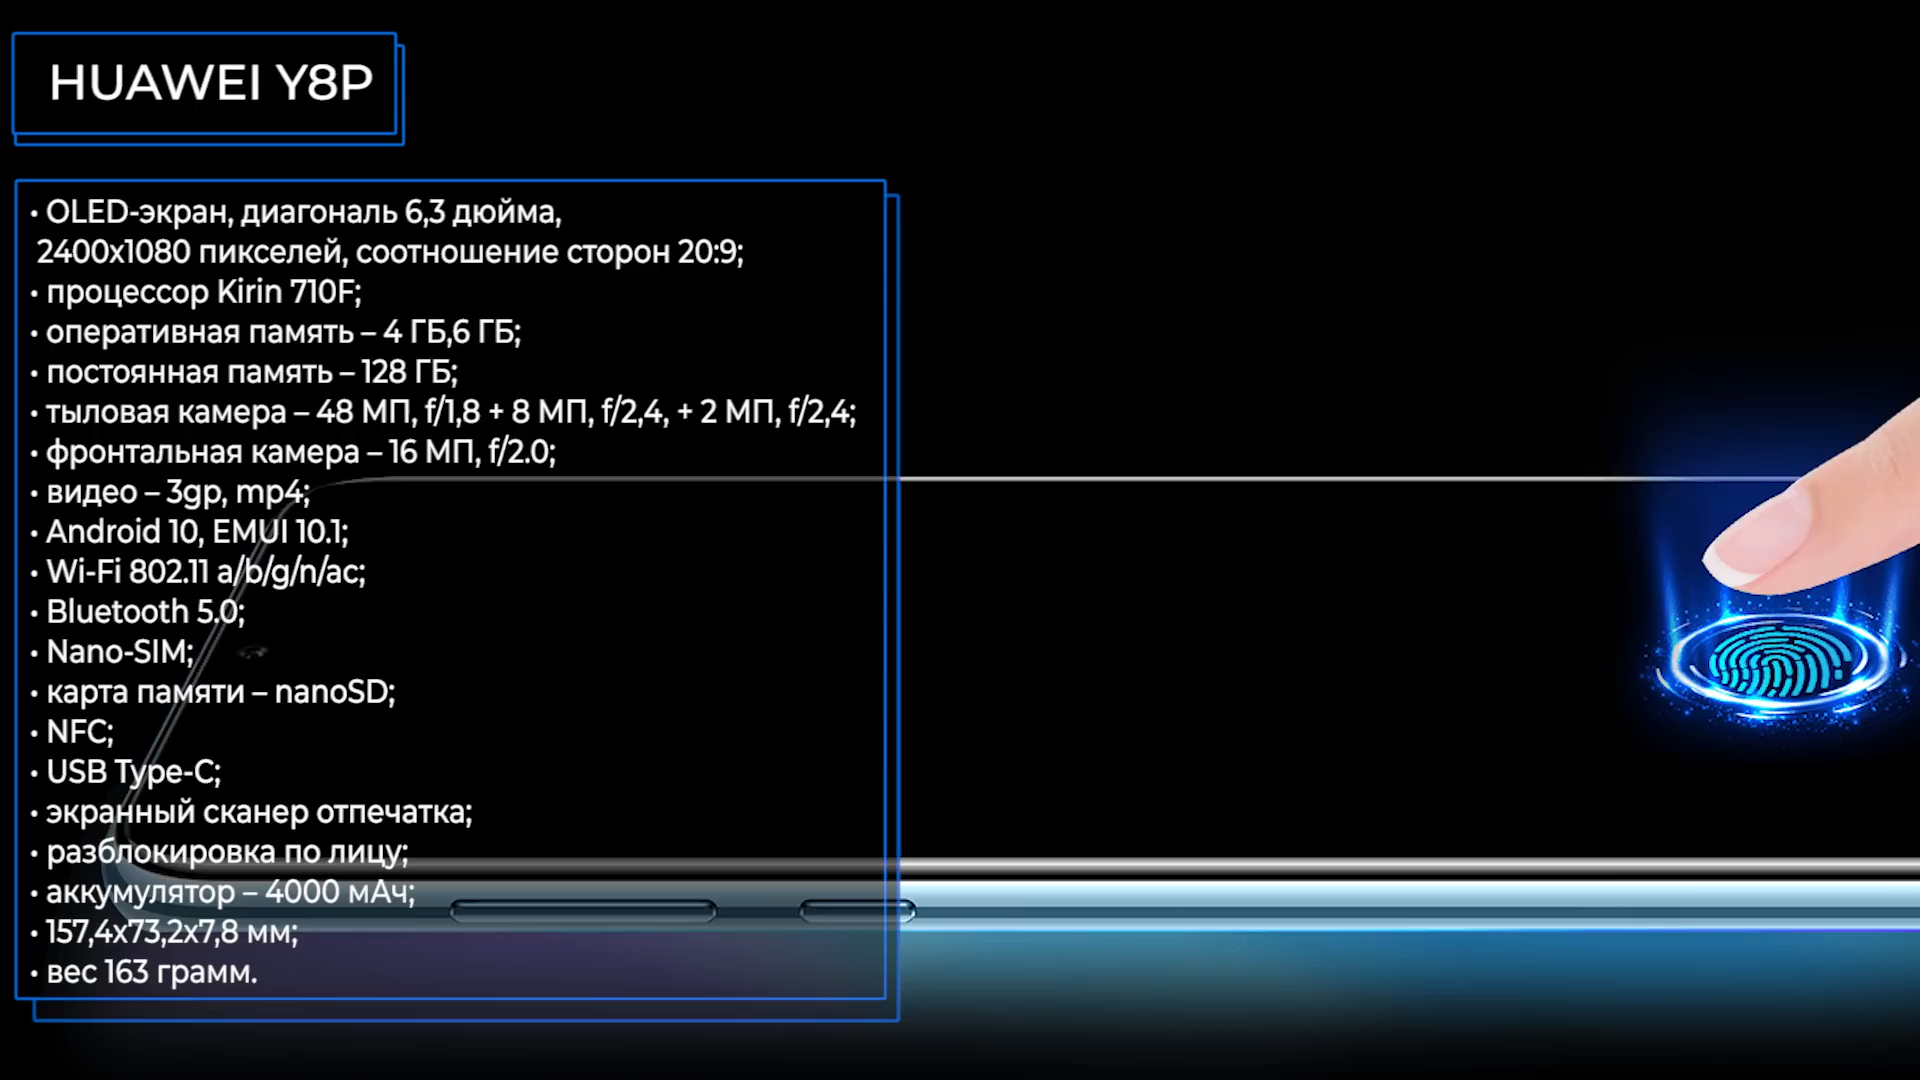 HUAWEI Y8P
• OLED-экран, диагональ 6,3 дюйма,
2400x1080 пикселей, соотношение сторон 20:9;
• процессор Kirin 710F;
• оперативная память – 4 ГБ,6 ГБ;
• постоянная память – 128 ГБ;
• тыловая камера – 48 МП, f/1,8 + 8 МП, f/2,4, + 2 МП, f/2,4;
• фронтальная камера – 16 МП, f/2.0;
• видео – 3gp, mp4;
• Android 10, EMUI 10.1;
• Wi-Fi 802.11 a/b/g/n/ac;
• Bluetooth 5.0;
• Nano-SIM;
• карта памяти – nanoSD;
• NFC;
• USB Type-C;
• экранный сканер отпечатка;
• разблокировка по лицу;
• аккумулятор – 4000 мАч;
• 157,4x73,2x7,8 мм;
• вес 163 грамм.